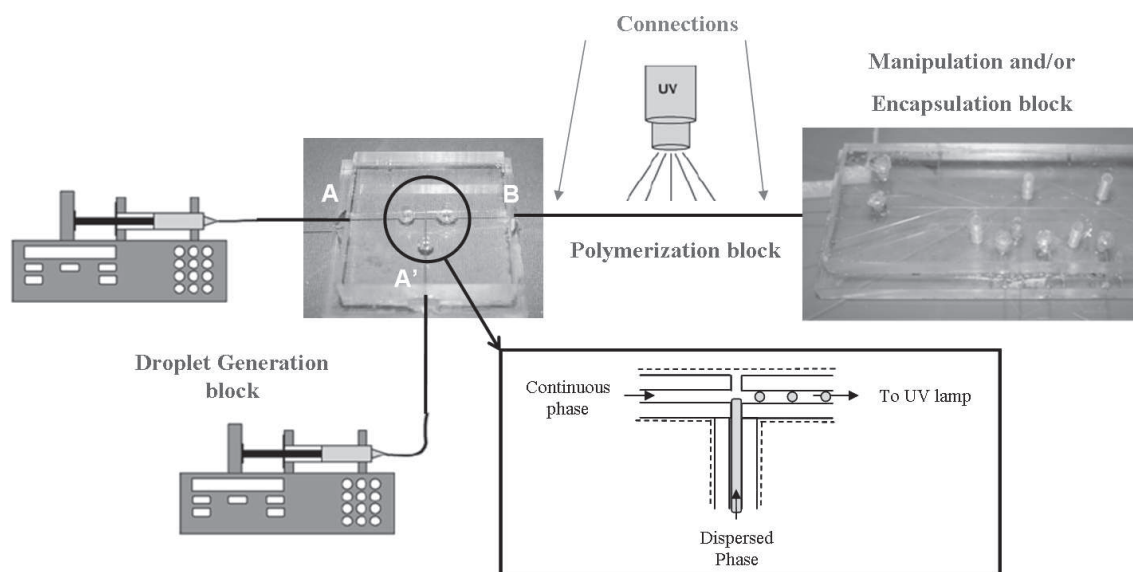 Connections
UV
Manipulation and/or
Encapsulation block
A
B
A’
Polymerization block
Droplet Generation
block
Continuous
phase
To UV lamp
Dispersed
Phase